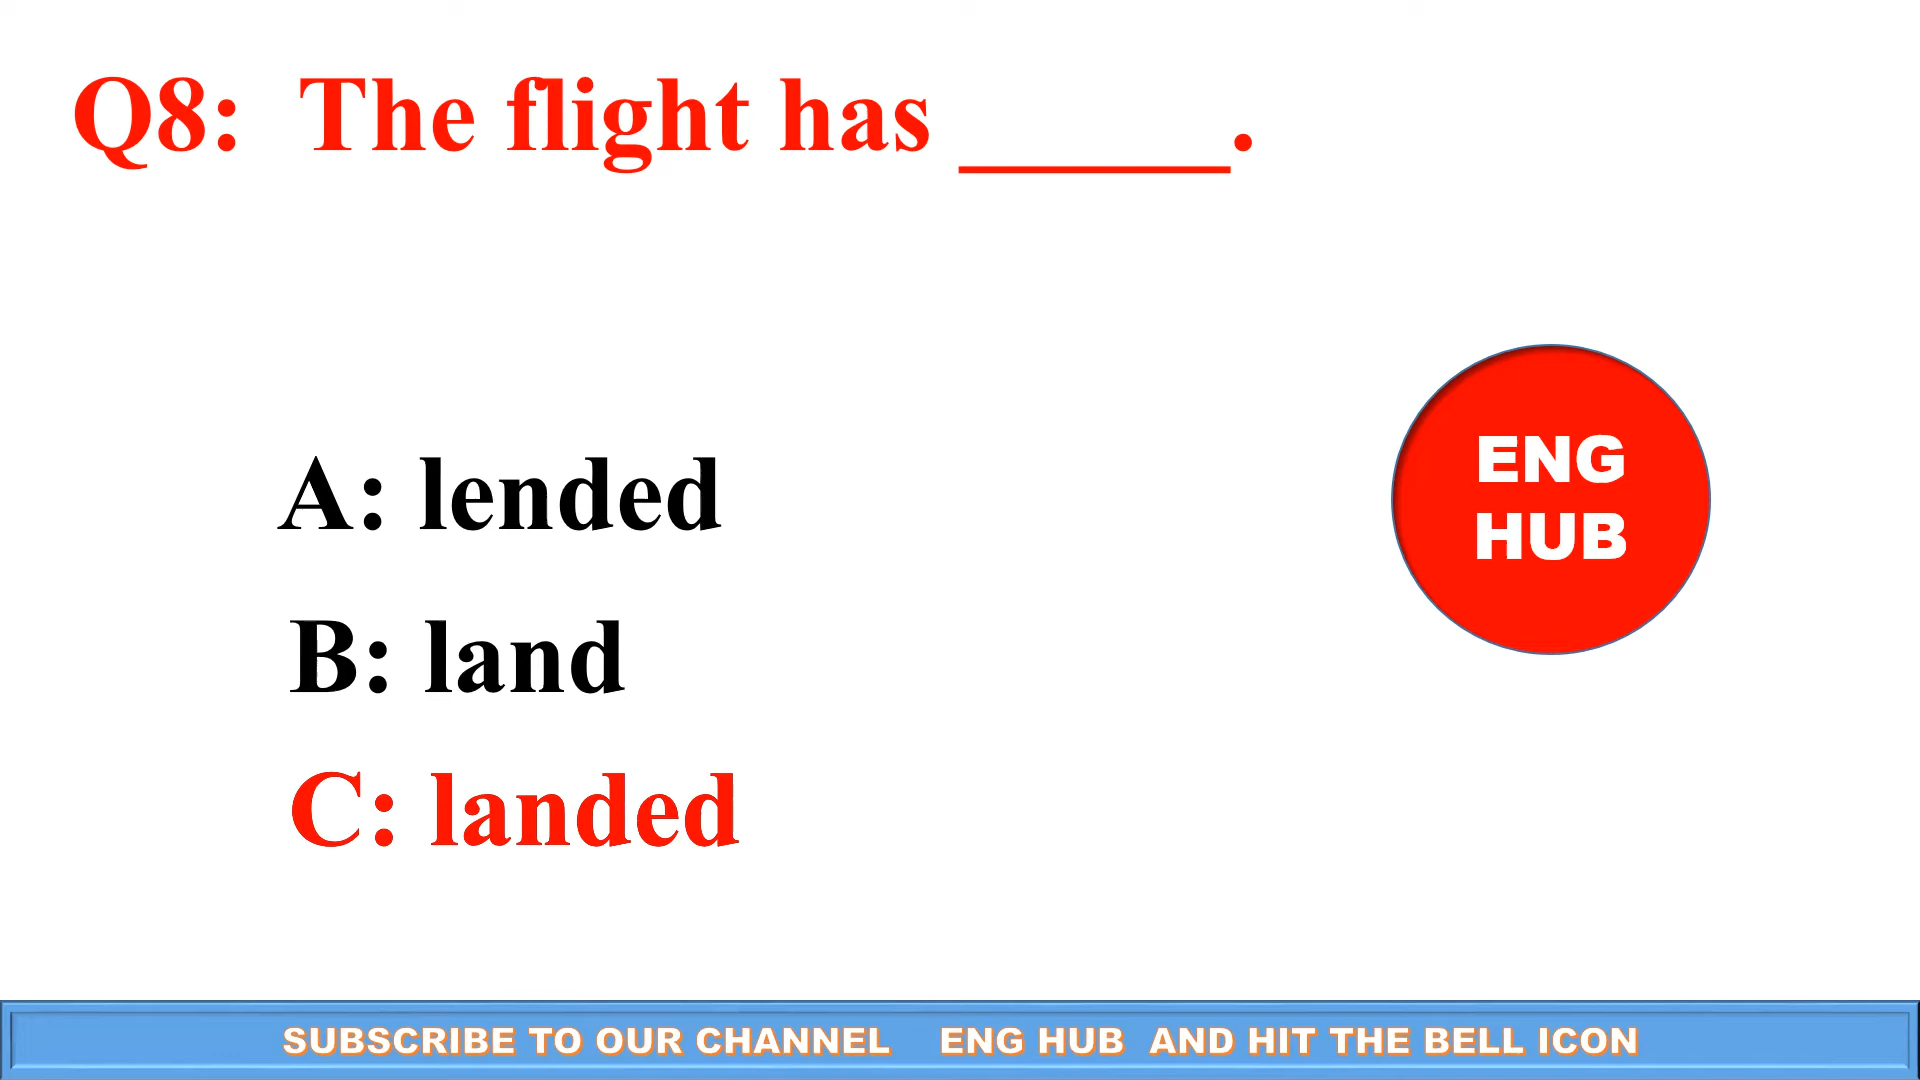 Q8: The flight has _____.
A: lended
ENG
HUB
B: land
C: landed
SUBSCRIBE TO OUR CHANNEL ENG HUB AND HIT THE BELL ICON